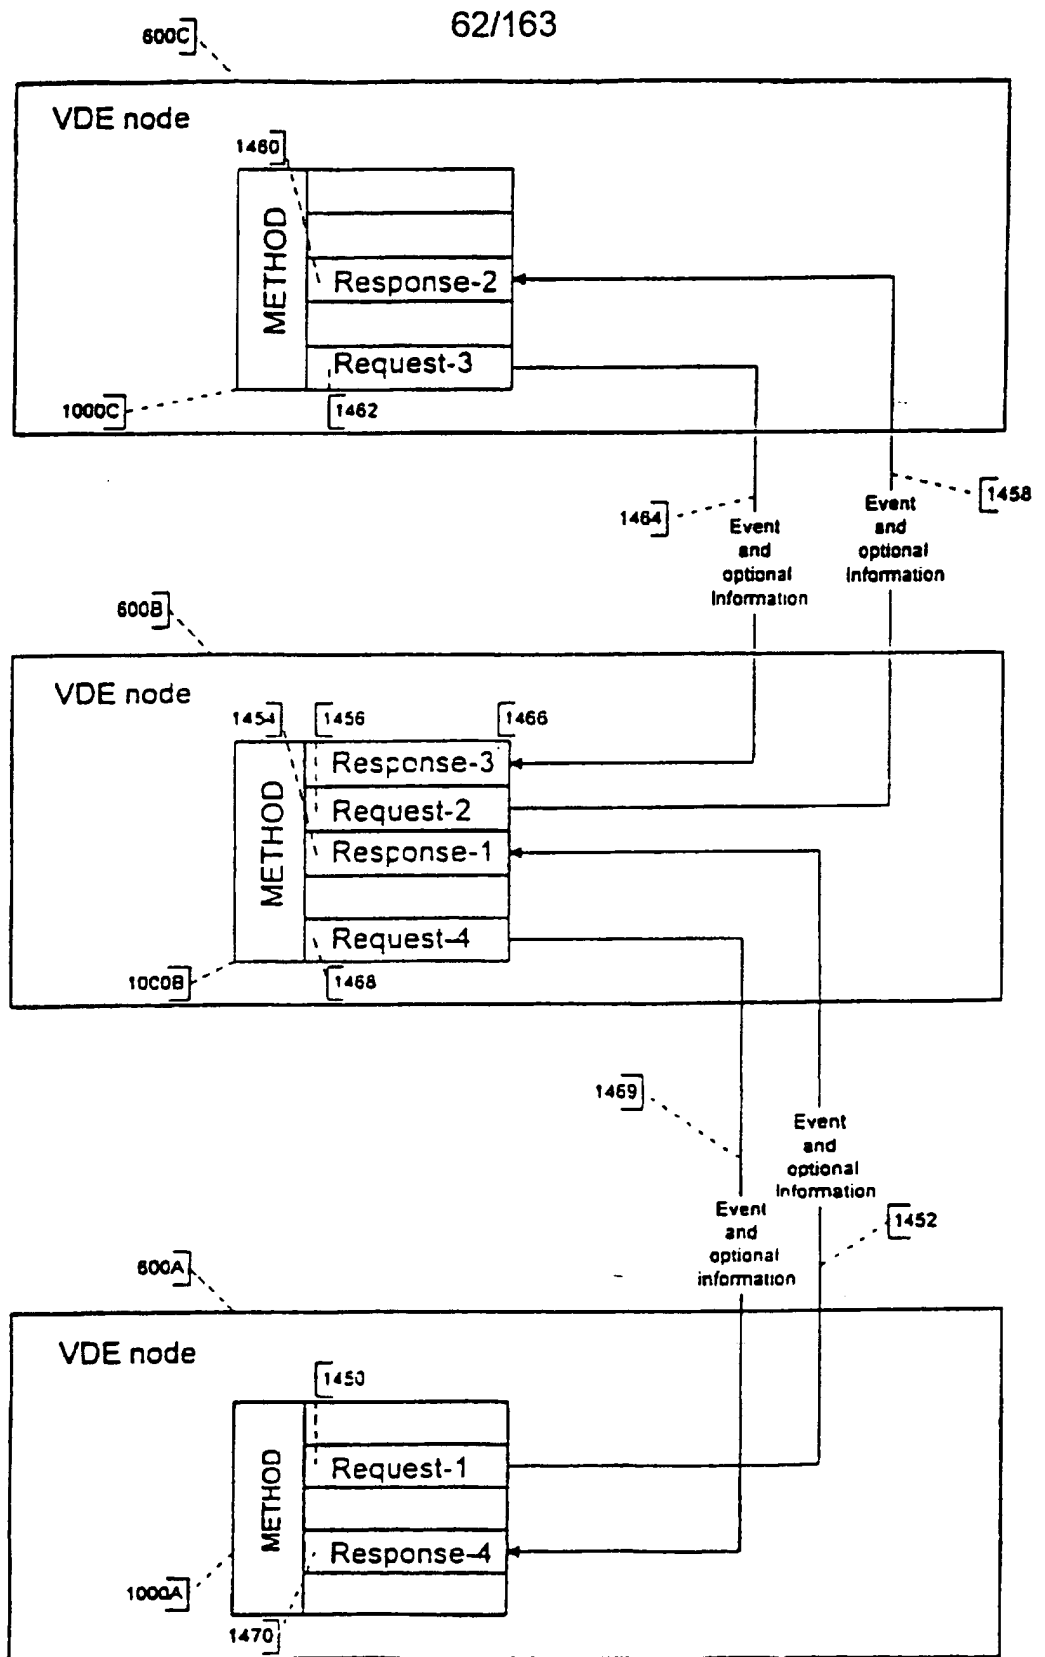 62/163
600C
VDE node
1460
METHOD
Response-2
Request-3
1000C
1462
1464
1458
Event
and
optional
Information
Event
and
optional
Information
600B
VDE node
1454
1456
1466
METHOD
Response-3
Request-2
Response-1
Request-4
1000B
1468
1469
Event
and
optional
Information
1452
Event
and
optional
information
600A
VDE node
1450
METHOD
Request-1
Response-4
1000A
1470